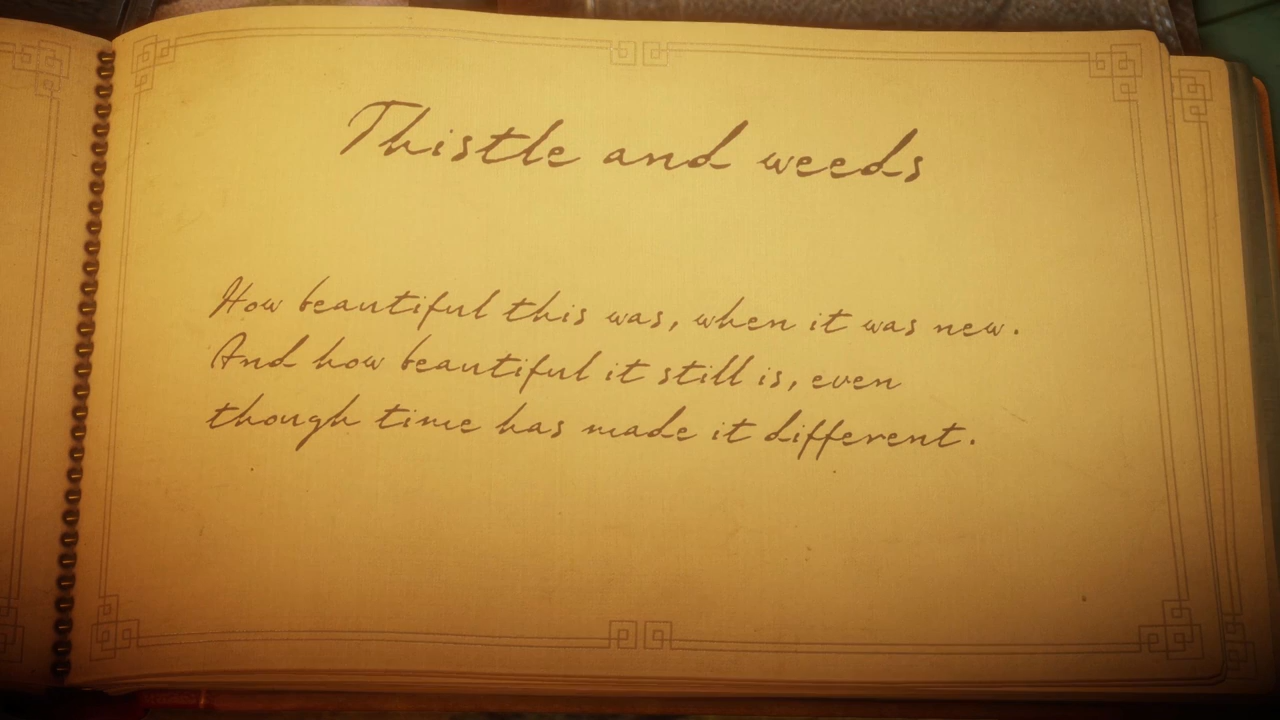 Thistle and weeds
How beautiful this was, when it was new.
And how beautiful it still is, even
though time has made it different.